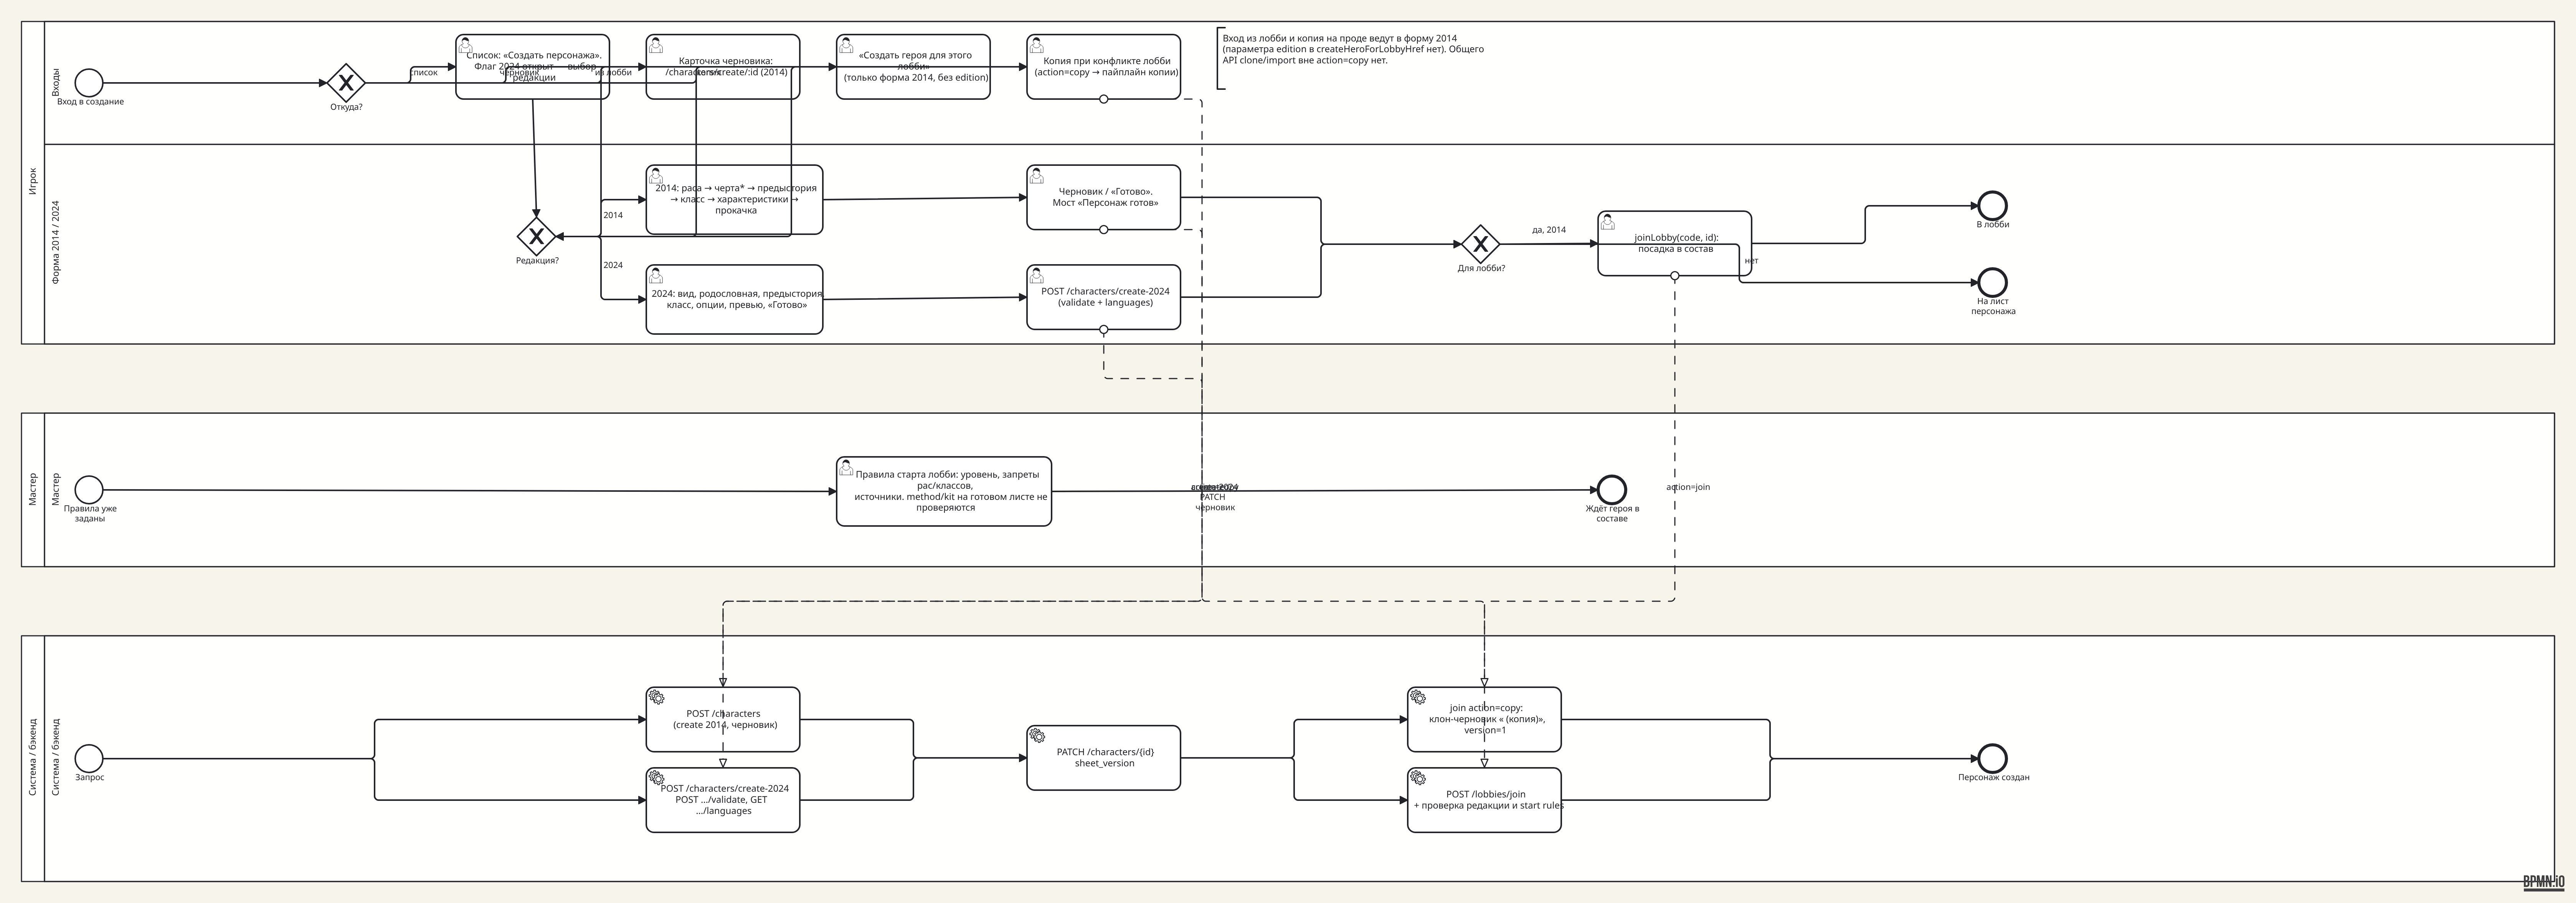 Игрок
Входы
Вход в создание
Откуда?
список
Список: «Создать персонажа».
Флаг 2024 открыт выбор
редакции
черновик
из лобби
Карточка черновика:
/characters/create/:id (2014)
«Создать героя для этого
лобби»
(только форма 2014, без edition)
Копия при конфликте лобби
(action=copy → пайплайн копии)
Вход из лобби и копия на проде ведут в форму 2014
(параметра edition в createHeroForLobbyHref нет). Общего
API clone/import вне action=copy нет.
Форма 2014 / 2024
Редакция?
2014
2024
2014: раса → черта* → предыстория
→ класс → характеристики →
прокачка
2024: вид, родословная, предыстория
класс, опции, превью, «Готово»
Черновик / «Готово».
Мост «Персонаж готов»
POST /characters/create-2024
(validate + languages)
Для лобби?
да, 2014
нет
joinLobby(code, id):
посадка в состав
В лобби
На лист
персонажа
Мастер
Мастер
Правила уже
заданы
Правила старта лобби: уровень, запреты
рас/классов,
источники. method/kit на готовом листе не
проверяются
PATCH
черновик
Ждёт героя в
составе
action=join
Система / бэкенд
Система / бэкенд
Запрос
POST /characters
(create 2014, черновик)
POST /characters/create-2024
POST …/validate, GET
…/languages
PATCH /characters/{id}
sheet_version
join action=copy:
клон-черновик « (копия)»,
version=1
POST /lobbies/join
+ проверка редакции и start rules
Персонаж создан
BPMN.iO